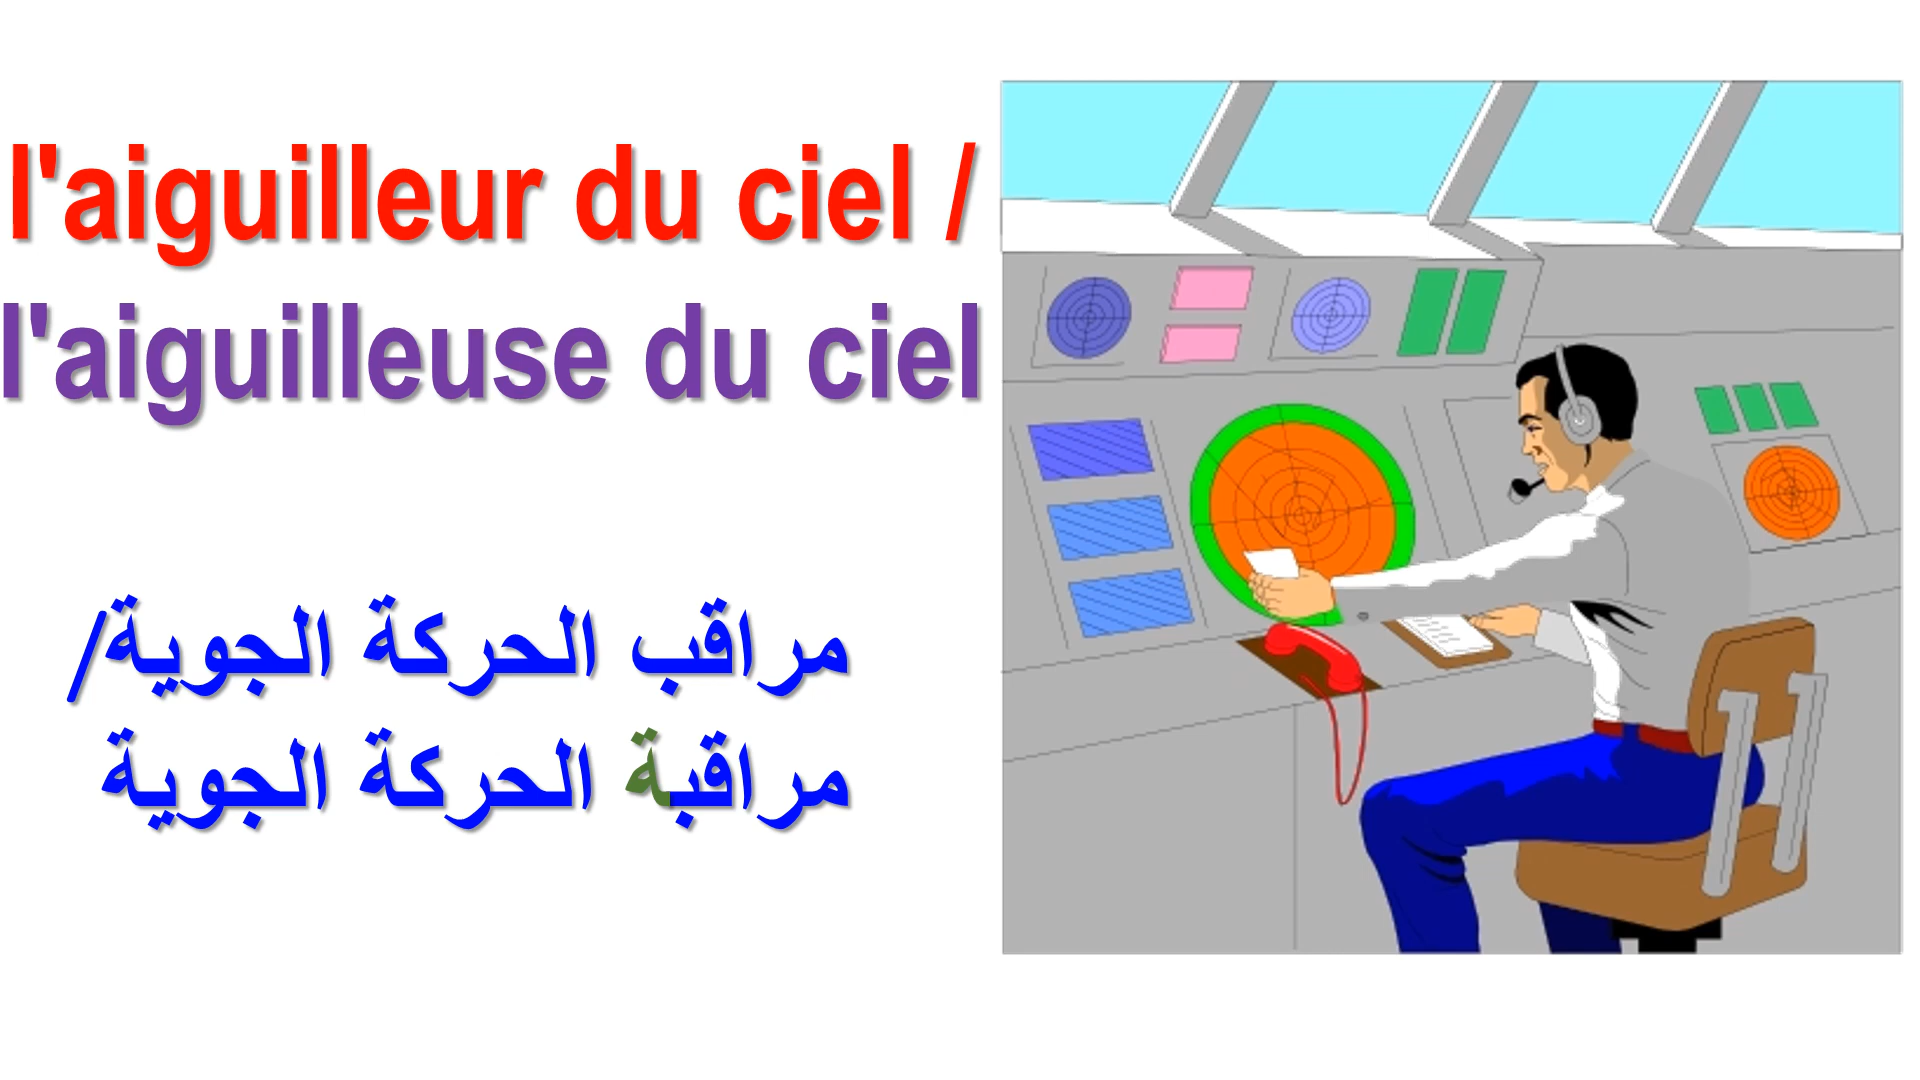 l'aiguilleur du ciel /
l'aiguilleuse du ciel
مراقب الحركة الجوية/
مراقبة الحركة الجوية